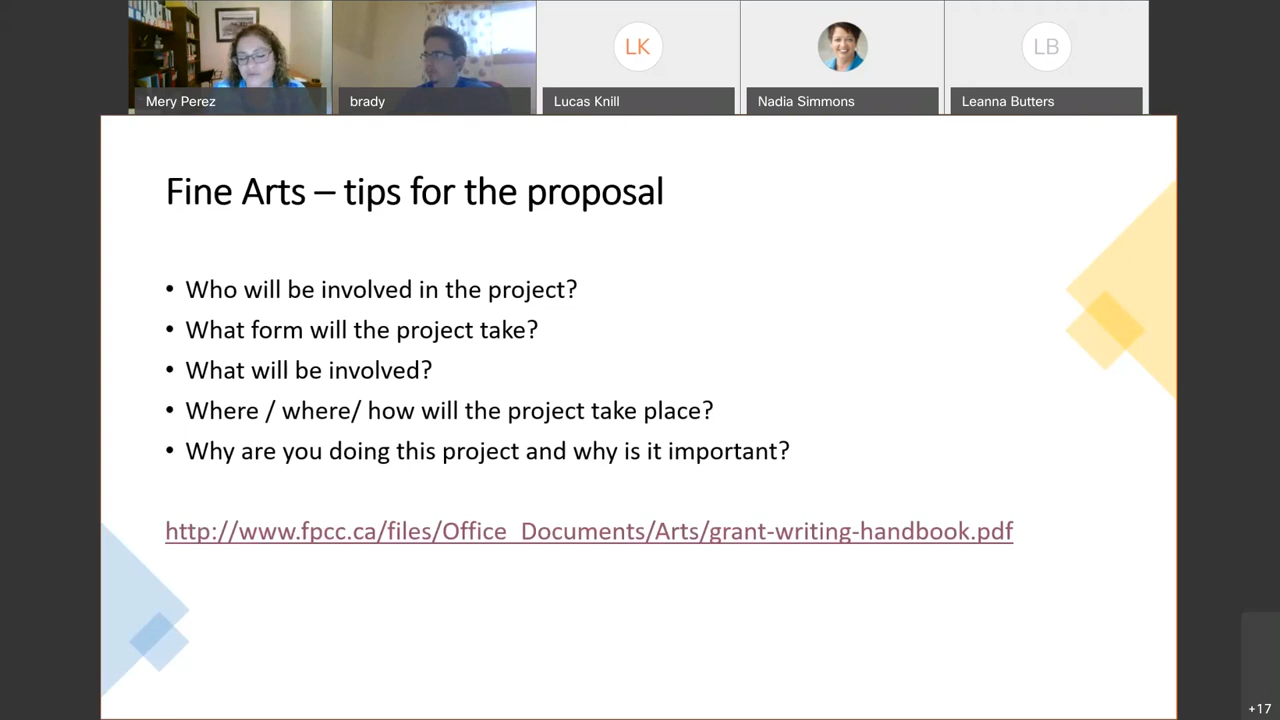 Mery Perez
brady
LK
Lucas Knill
Nadia Simmons
LB
Leanna Butters
Fine Arts – tips for the proposal
• Who will be involved in the project?
• What form will the project take?
• What will be involved?
• Where / where/ how will the project take place?
• Why are you doing this project and why is it important?
http://www.fpcc.ca/files/Office_Documents/Arts/grant-writing-handbook.pdf
+17